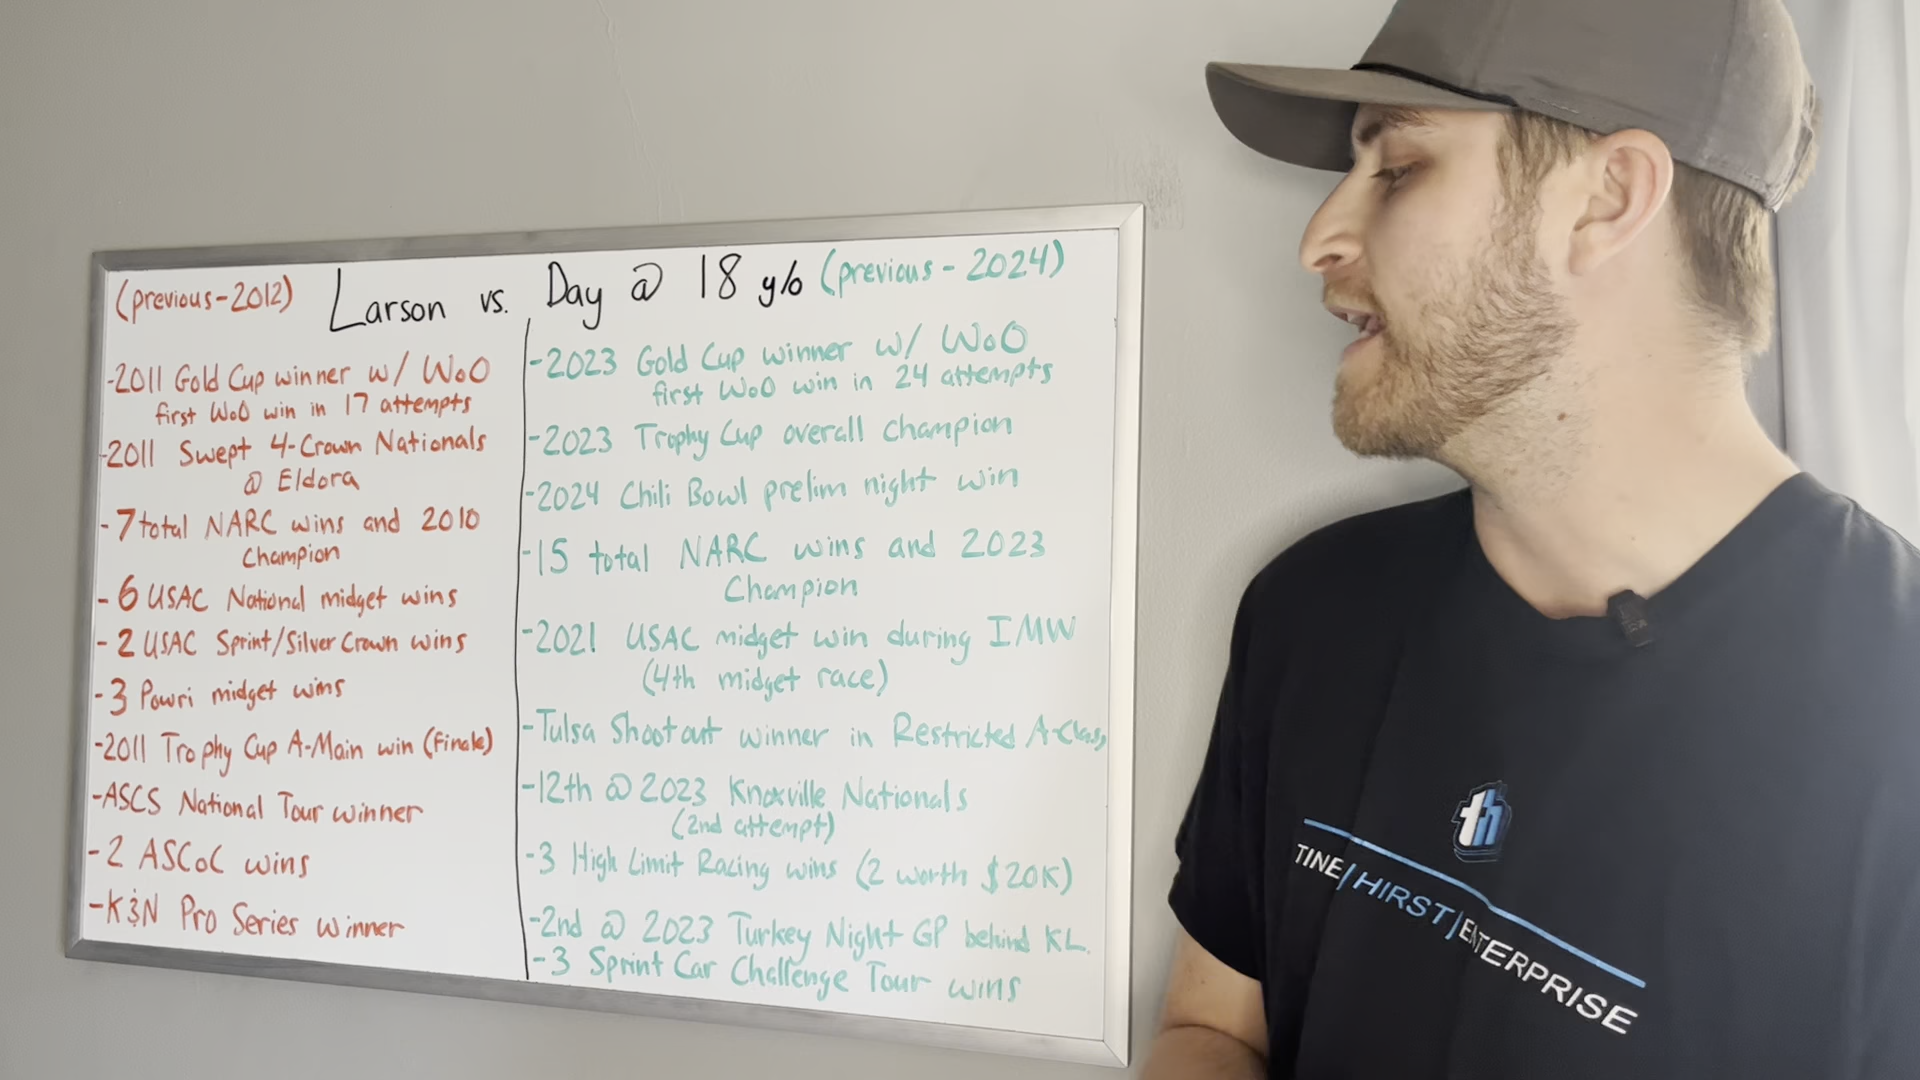 (previous-2012) Larson vs. Day @ 18 y/o (previous-2024)
-2011 Gold Cup winner w/ WoO
first WoO win in 17 attempts
-2011 Swept 4-Crown Nationals
@ Eldora
-7 total NARC wins and 2010
Champion
-6 USAC National midget wins
-2 USAC Sprint/Silver Crown wins
-3 Powri midget wins
-2011 Trophy Cup A-Main win (Finale)
-ASCS National Tour winner
-2 ASCoC wins
-K&N Pro Series winner
-2023 Gold Cup winner w/ WoO
first WoO win in 24 attempts
-2023 Trophy Cup overall champion
-2024 Chili Bowl prelim night win
-15 total NARC wins and 2023
Champion
-2021 USAC midget win during IMW
(4th midget race)
-Tulsa Shootout winner in Restricted A-Class
-12th @ 2023 Knoxville Nationals
(2nd attempt)
-3 High Limit Racing wins (2 worth $20K)
-2nd @ 2023 Turkey Night GP behind KL.
-3 Sprint Car Challenge Tour wins
th
TINE|HIRST|ENTERPRISE